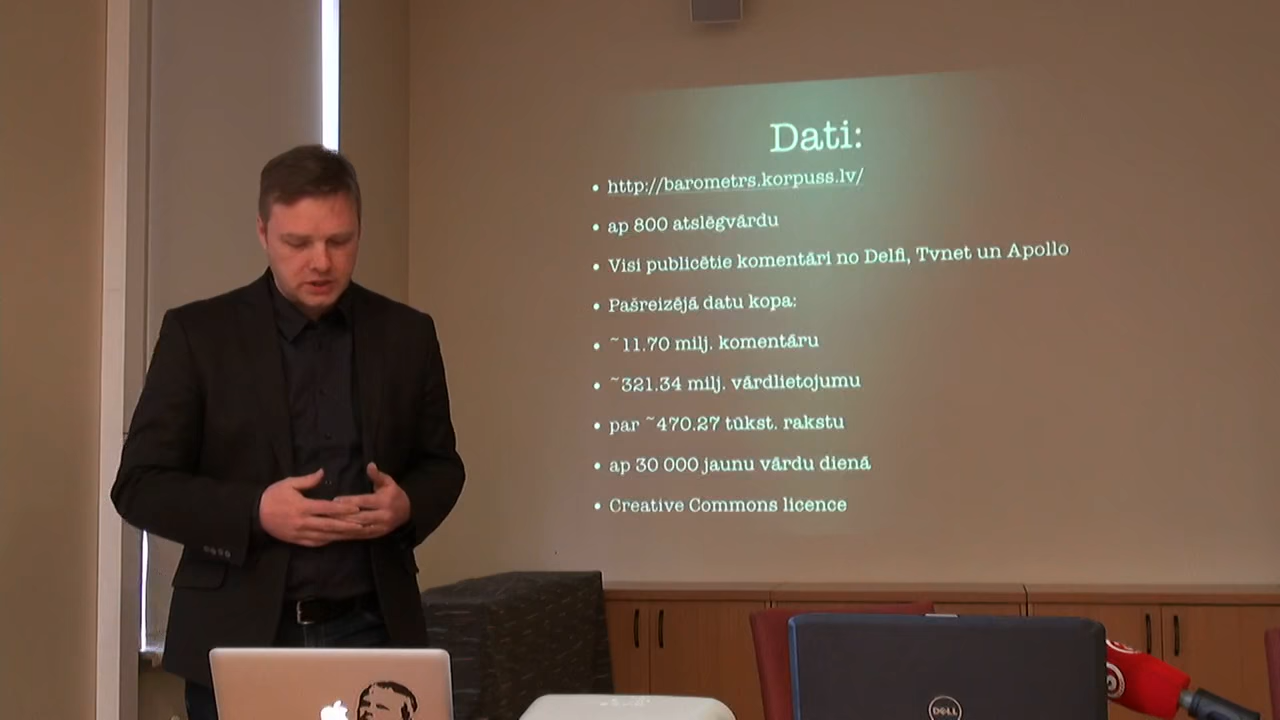 Dati:
• http://barometrs.korpuss.lv/
• ap 800 atslēgvārdu
• Visi publicētie komentāri no Delfi, Tvnet un Apollo
• Pašreizējā datu kopa:
• ~11.70 milj. komentāru
• ~321.34 milj. vārdlietojumu
• par ~470.27 tūkst. rakstu
• ap 30 000 jaunu vārdu dienā
• Creative Commons licence
DELL